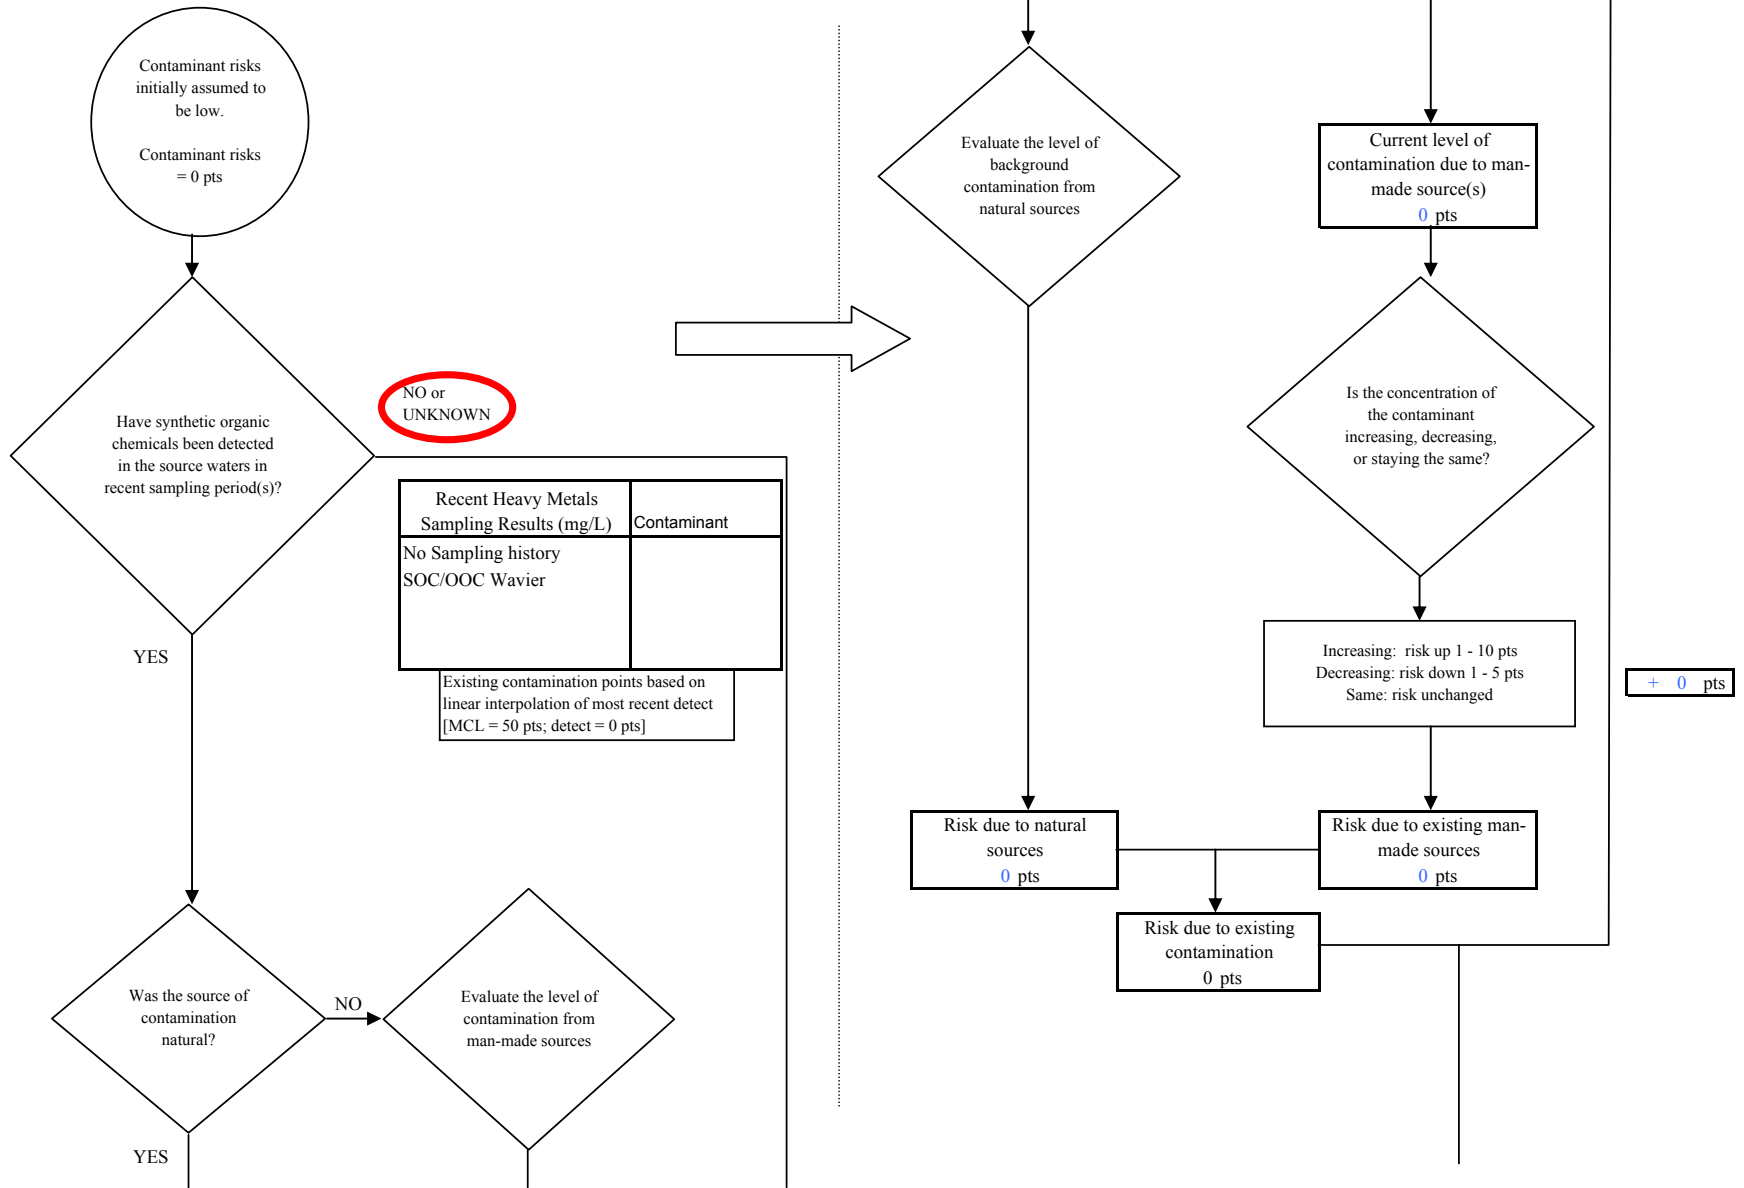 Contaminant risks
initially assumed to
be low.
Contaminant risks
= 0 pts
Have synthetic organic
chemicals been detected
in the source waters in
recent sampling period(s)?
NO or
UNKNOWN
Recent Heavy Metals
Sampling Results (mg/L)
Contaminant
No Sampling history
SOC/OOC Wavier
Existing contamination points based on
linear interpolation of most recent detect
[MCL = 50 pts; detect = 0 pts]
YES
Was the source of
contamination
natural?
NO
Evaluate the level of
contamination from
man-made sources
YES
Evaluate the level of
background
contamination from
natural sources
Current level of
contamination due to man-
made source(s)
0 pts
Is the concentration of
the contaminant
increasing, decreasing,
or staying the same?
Increasing: risk up 1 - 10 pts
Decreasing: risk down 1 - 5 pts
Same: risk unchanged
+ 0 pts
Risk due to natural
sources
0 pts
Risk due to existing man-
made sources
0 pts
Risk due to existing
contamination
0 pts